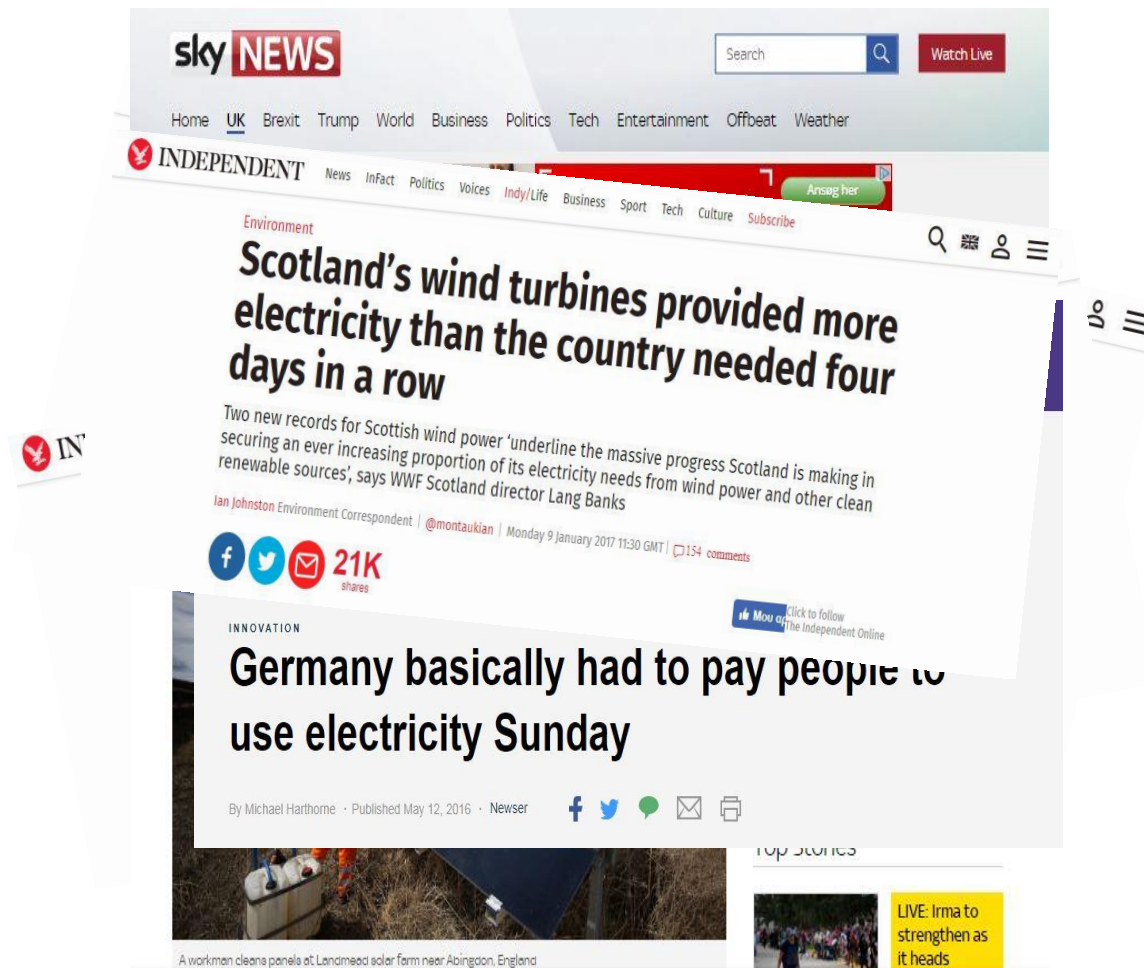 sky NEWS
Search
Watch Live
Home UK Brexit Trump World Business Politics Tech Entertainment Offbeat Weather
INDEPENDENT
News InFact Politics Voices Indy/Life Business Sport Tech Culture Subscribe
Ansøg her
Environment
Scotland's wind turbines provided more
electricity than the country needed four
days in a row
Two new records for Scottish wind power 'underline the massive progress Scotland is making in
securing an ever increasing proportion of its electricity needs from wind power and other clean
renewable sources', says WWF Scotland director Lang Banks
Ian Johnston Environment Correspondent | @montaukian | Monday 9 January 2017 11:30 GMT | 154 comments
21K
shares
Mou
Click to follow
The Independent Online
IN
INNOVATION
Germany basically had to pay people to
use electricity Sunday
By Michael Harthorne · Published May 12, 2016 · Newser
Top Stories
LIVE: Irma to
strengthen as
it heads
A workman cleans panels at Landmead solar farm near Abingdon, England